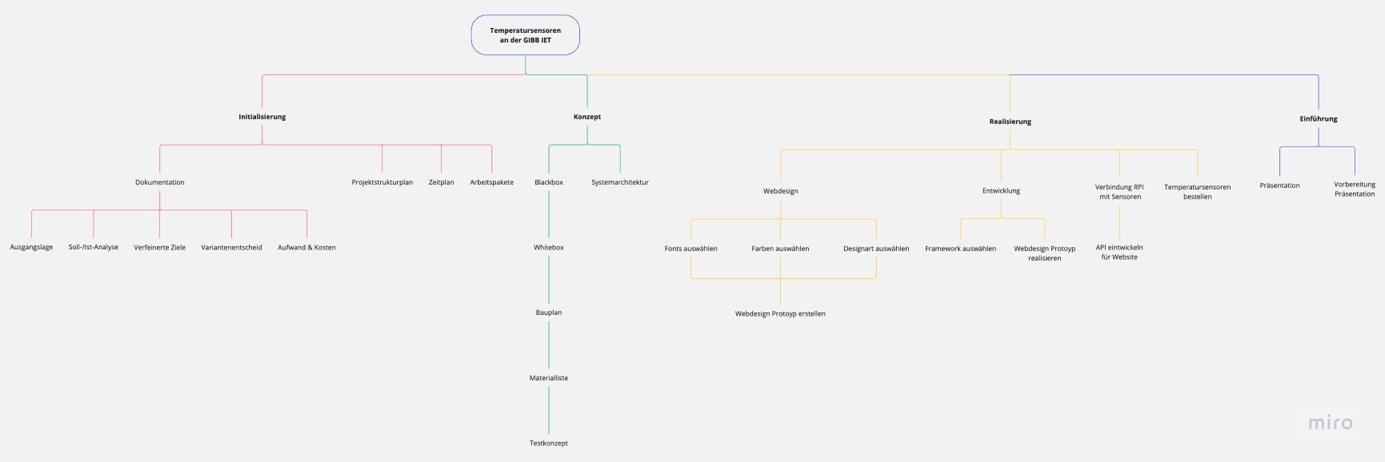 Temperatursensoren
an der GIBB IET
Initialisierung
Konzept
Realisierung
Einführung
Dokumentation
Projektstrukturplan
Zeitplan
Arbeitspakete
Blackbox
Systemarchitektur
Webdesign
Entwicklung
Verbindung RPI
mit Sensoren
Temperatursensoren
bestellen
Präsentation
Vorbereitung
Präsentation
Ausgangslage
Soll-/Ist-Analyse
Verfeinerte Ziele
Variantenentscheid
Aufwand & Kosten
Whitebox
Fonts auswählen
Farben auswählen
Designart auswählen
Framework auswählen
Webdesign Protoyp
realisieren
API eintwickeln
für Website
Bauplan
Webdesign Protoyp erstellen
Materialliste
Testkonzept
miro